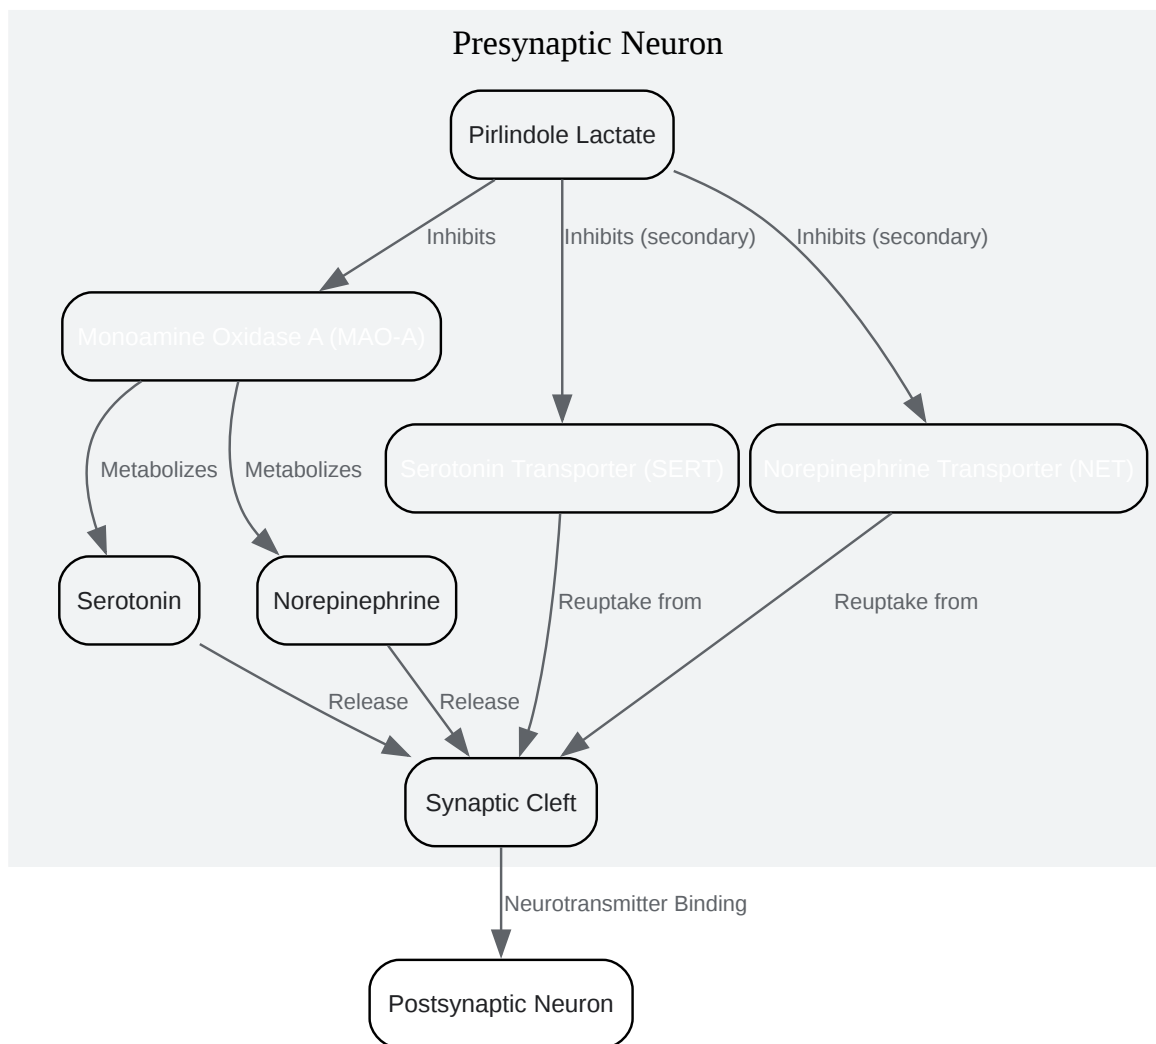 Presynaptic Neuron
Pirlindole Lactate
Inhibits
Inhibits (secondary)
Inhibits (secondary)
Monoamine Oxidase A (MAO-A)
Metabolizes
Metabolizes
Serotonin Transporter (SERT)
Norepinephrine Transporter (NET)
Serotonin
Norepinephrine
Reuptake from
Reuptake from
Release
Release
Synaptic Cleft
Neurotransmitter Binding
Postsynaptic Neuron